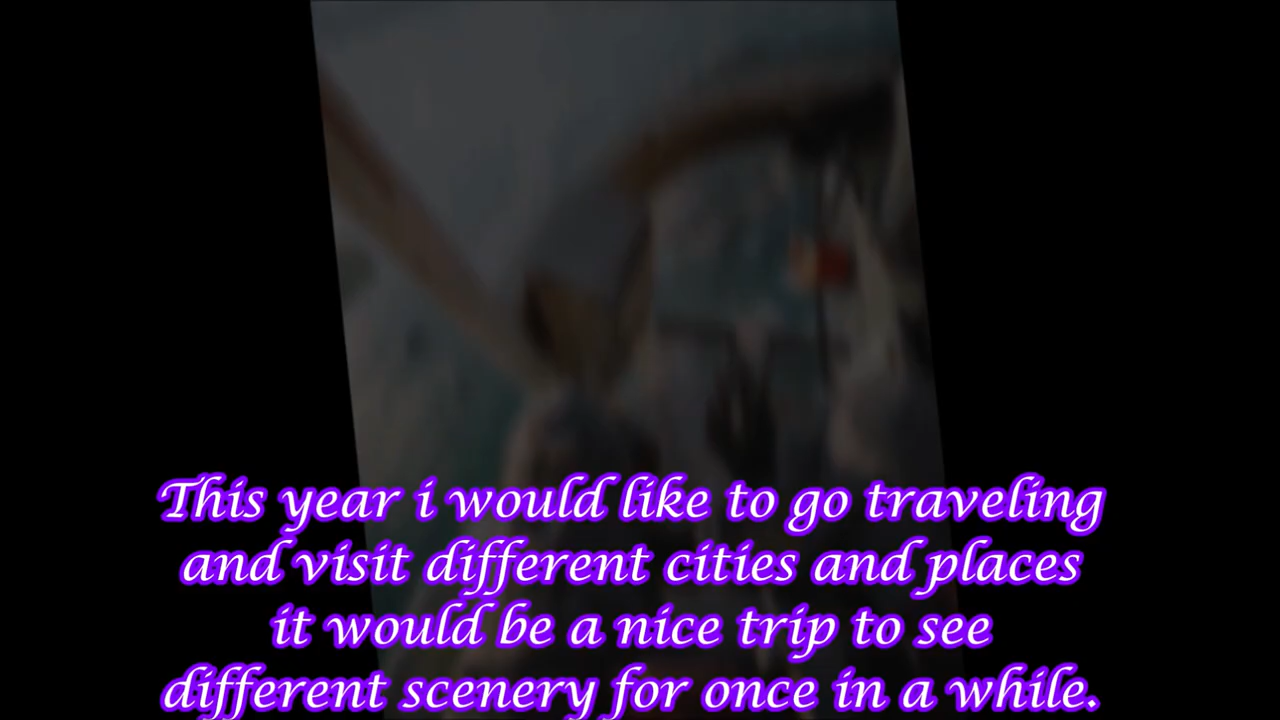 This year i would like to go traveling
and visit different cities and places
it would be a nice trip to see
different scenery for once in a while.